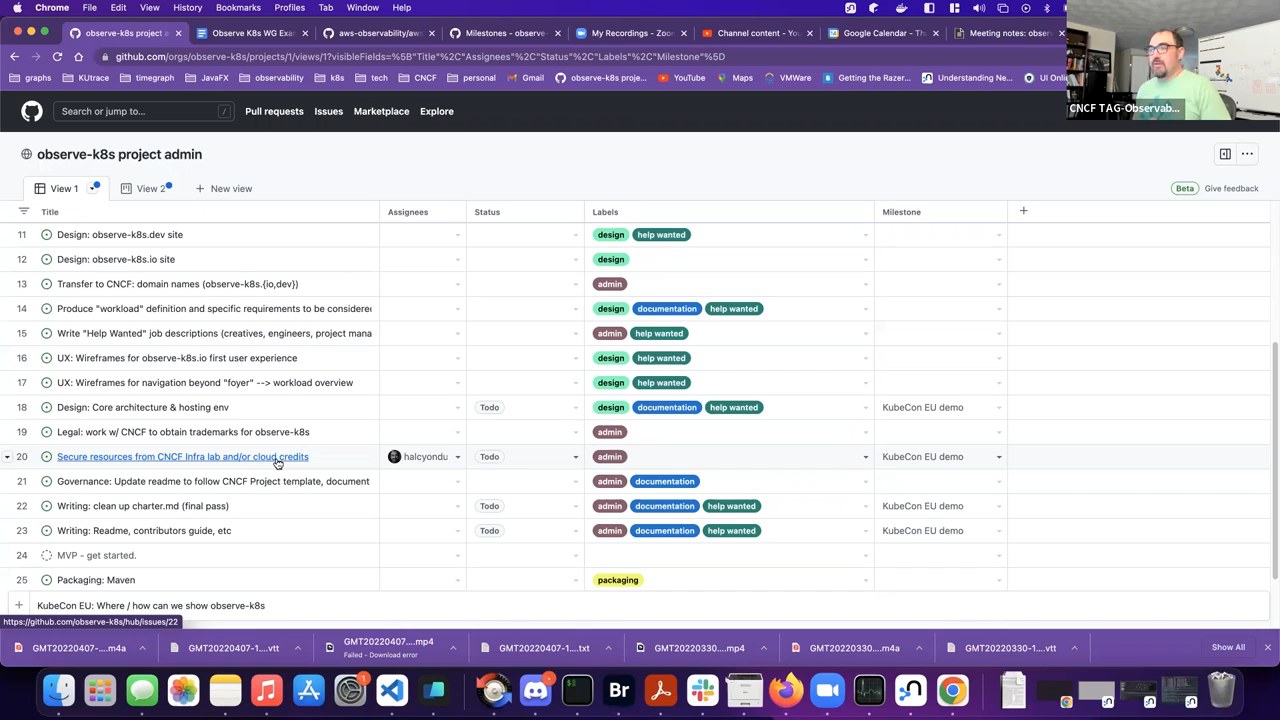 Chrome File Edit View History Bookmarks Profiles Tab Window Help
observe-k8s project a
Observe K8s WG Exam
aws-observability/aws
Milestones - observe-
My Recordings - Zoo
Channel content - Yo
Google Calendar - Th
Meeting notes: obser
github.com/orgs/observe-k8s/projects/1/views/1?visibleFields=%5B"Title"%2C"Assignees"%2C"Status"%2C"Labels"%2C"Milestone"%5D
graphs KUtrace timegraph JavaFX observability k8s tech CNCF personal Gmail observe-k8s proje... YouTube Maps VMWare Getting the Razer... Understanding Ne... UI Onli
CNCF TAG-Observab...
Search or jump to... / Pull requests Issues Marketplace Explore
observe-k8s project admin
View 1 View 2 + New view Beta Give feedback
Title Assignees Status Labels Milestone +
11 Design: observe-k8s.dev site design help wanted
12 Design: observe-k8s.io site design
13 Transfer to CNCF: domain names (observe-k8s.{io,dev}) admin
14 Produce "workload" definition and specific requirements to be considere design documentation help wanted
15 Write "Help Wanted" job descriptions (creatives, engineers, project mana admin help wanted
16 UX: Wireframes for observe-k8s.io first user experience design help wanted
17 UX: Wireframes for navigation beyond "foyer" --> workload overview design help wanted
18 Design: Core architecture & hosting env Todo design documentation help wanted KubeCon EU demo
19 Legal: work w/ CNCF to obtain trademarks for observe-k8s admin
20 Secure resources from CNCF Infra lab and/or cloud credits halcyondu Todo admin KubeCon EU demo
21 Governance: Update readme to follow CNCF Project template, document admin documentation
22 Writing: clean up charter.md (final pass) Todo admin documentation help wanted KubeCon EU demo
23 Writing: Readme, contributors guide, etc Todo admin documentation help wanted KubeCon EU demo
24 MVP - get started.
25 Packaging: Maven packaging
+ KubeCon EU: Where / how can we show observe-k8s
https://github.com/observe-k8s/hub/issues/22
GMT20220407-....m4a
GMT20220407-1....vtt
GMT20220407....mp4
Failed - Download error
GMT20220407-1....txt
GMT20220330....mp4
GMT20220330....m4a
GMT20220330-1....vtt
Show All
1
1
Br